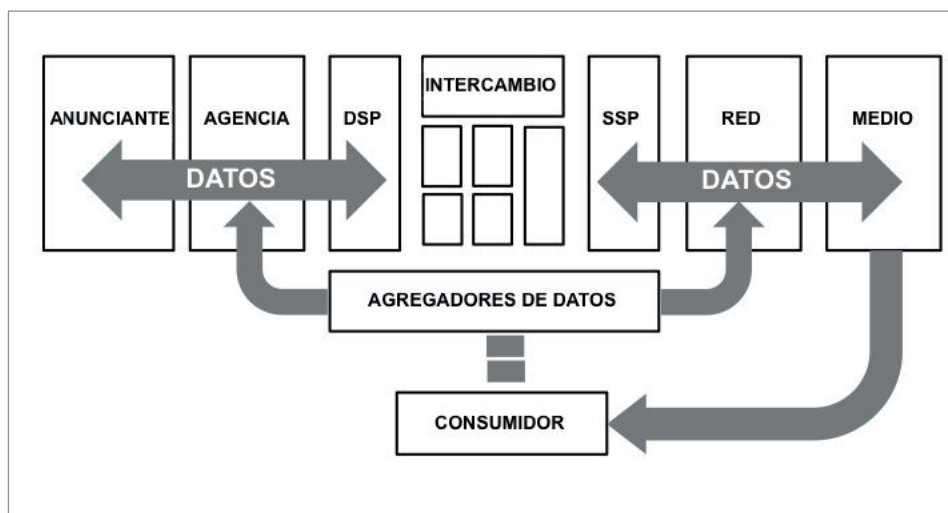 INTERCAMBIO
ANUNCIANTE
AGENCIA
DSP
SSP
RED
MEDIO
DATOS
DATOS
AGREGADORES DE DATOS
CONSUMIDOR